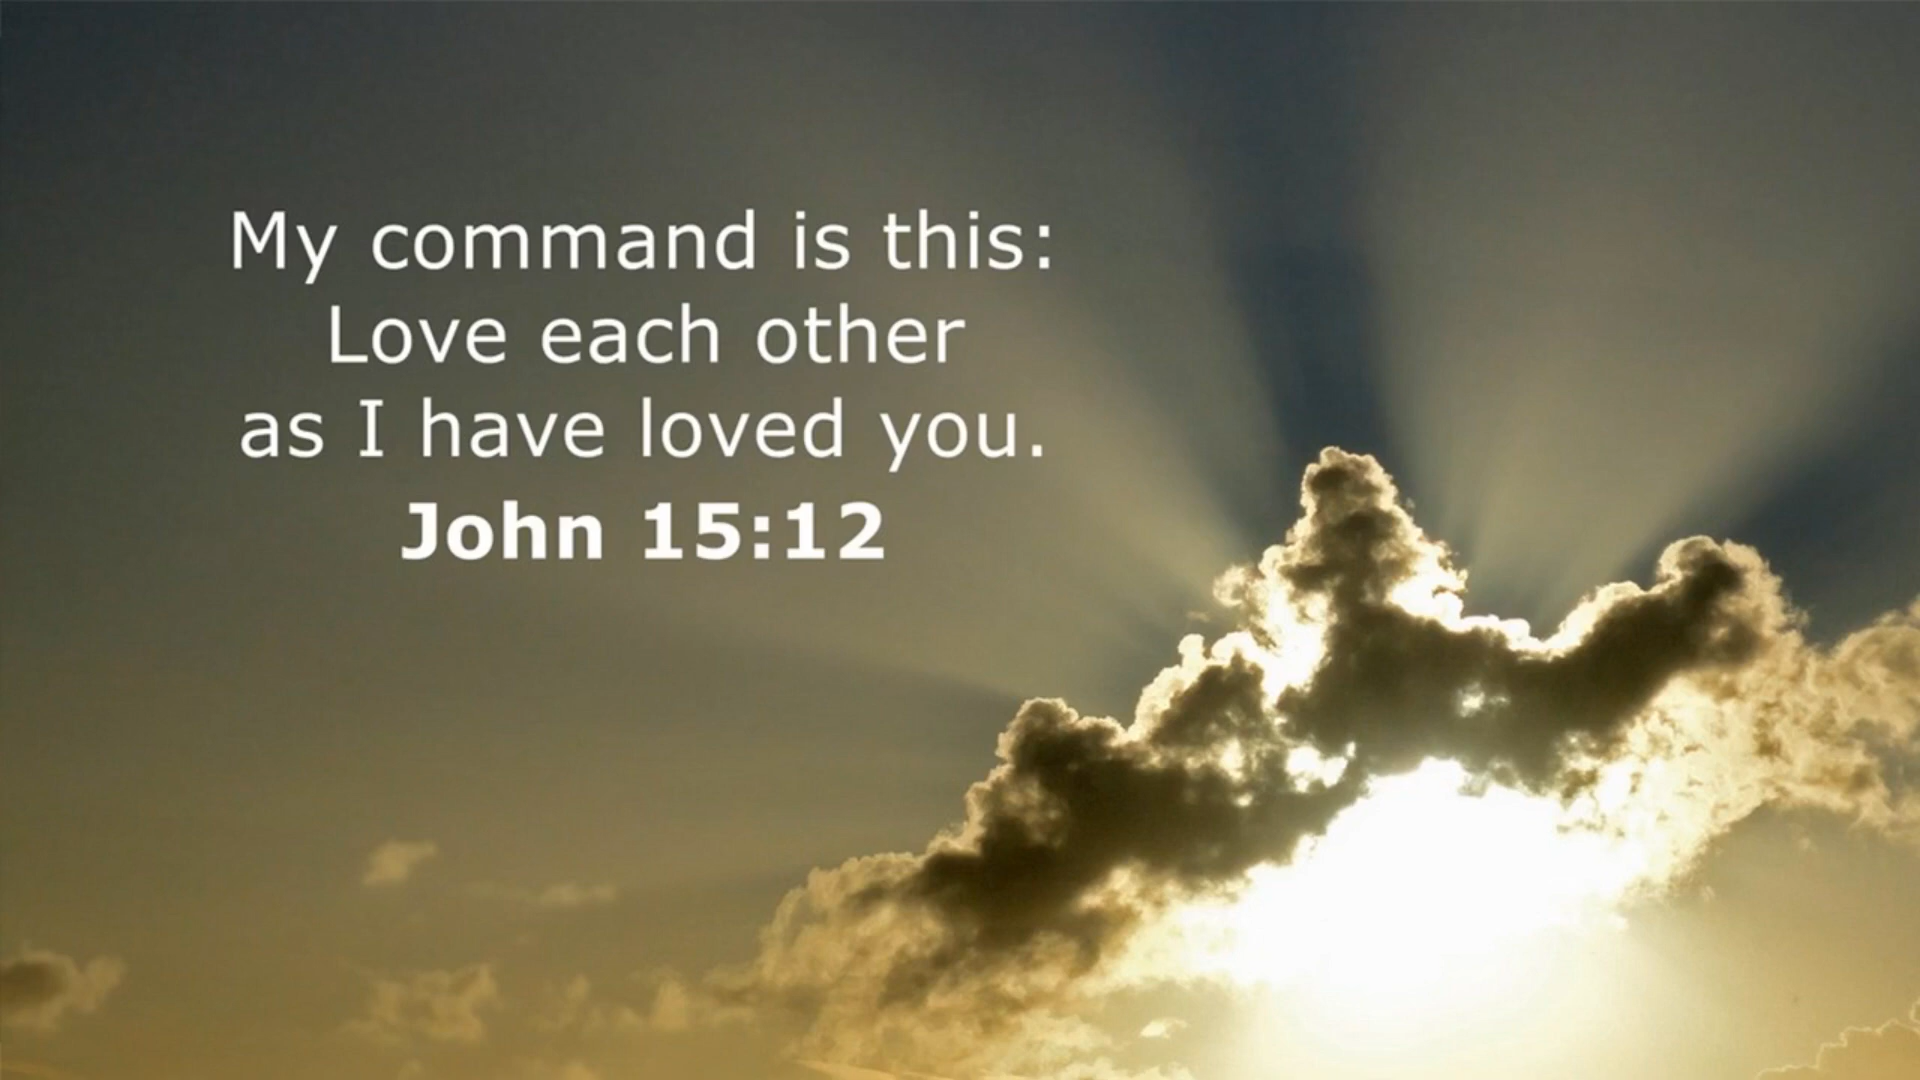 My command is this:
Love each other
as I have loved you.
John 15:12